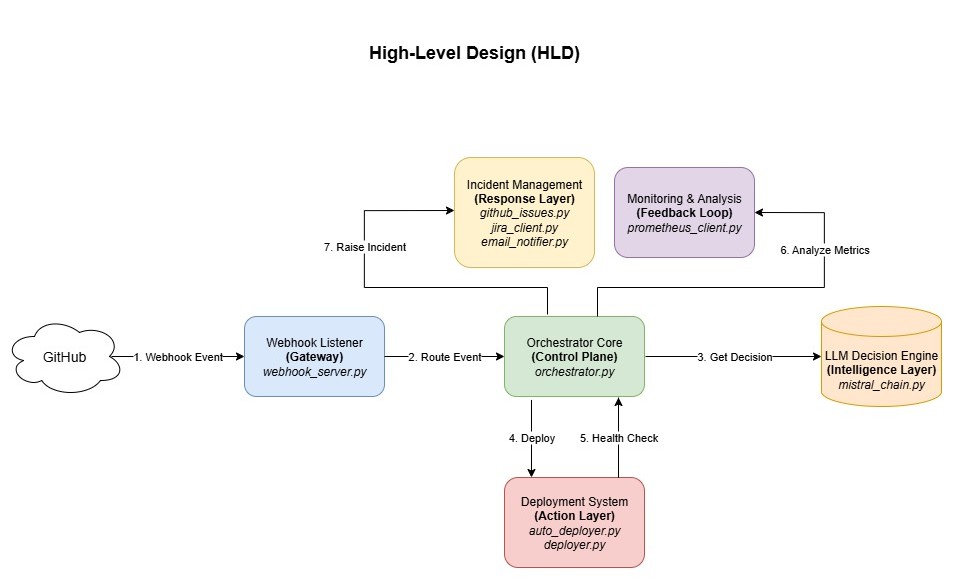 High-Level Design (HLD)
Incident Management
(Response Layer)
github_issues.py
jira_client.py
email_notifier.py
Monitoring & Analysis
(Feedback Loop)
prometheus_client.py
7. Raise Incident
6. Analyze Metrics
GitHub
1. Webhook Event
Webhook Listener
(Gateway)
webhook_server.py
2. Route Event
Orchestrator Core
(Control Plane)
orchestrator.py
3. Get Decision
LLM Decision Engine
(Intelligence Layer)
mistral_chain.py
4. Deploy
5. Health Check
Deployment System
(Action Layer)
auto_deployer.py
deployer.py